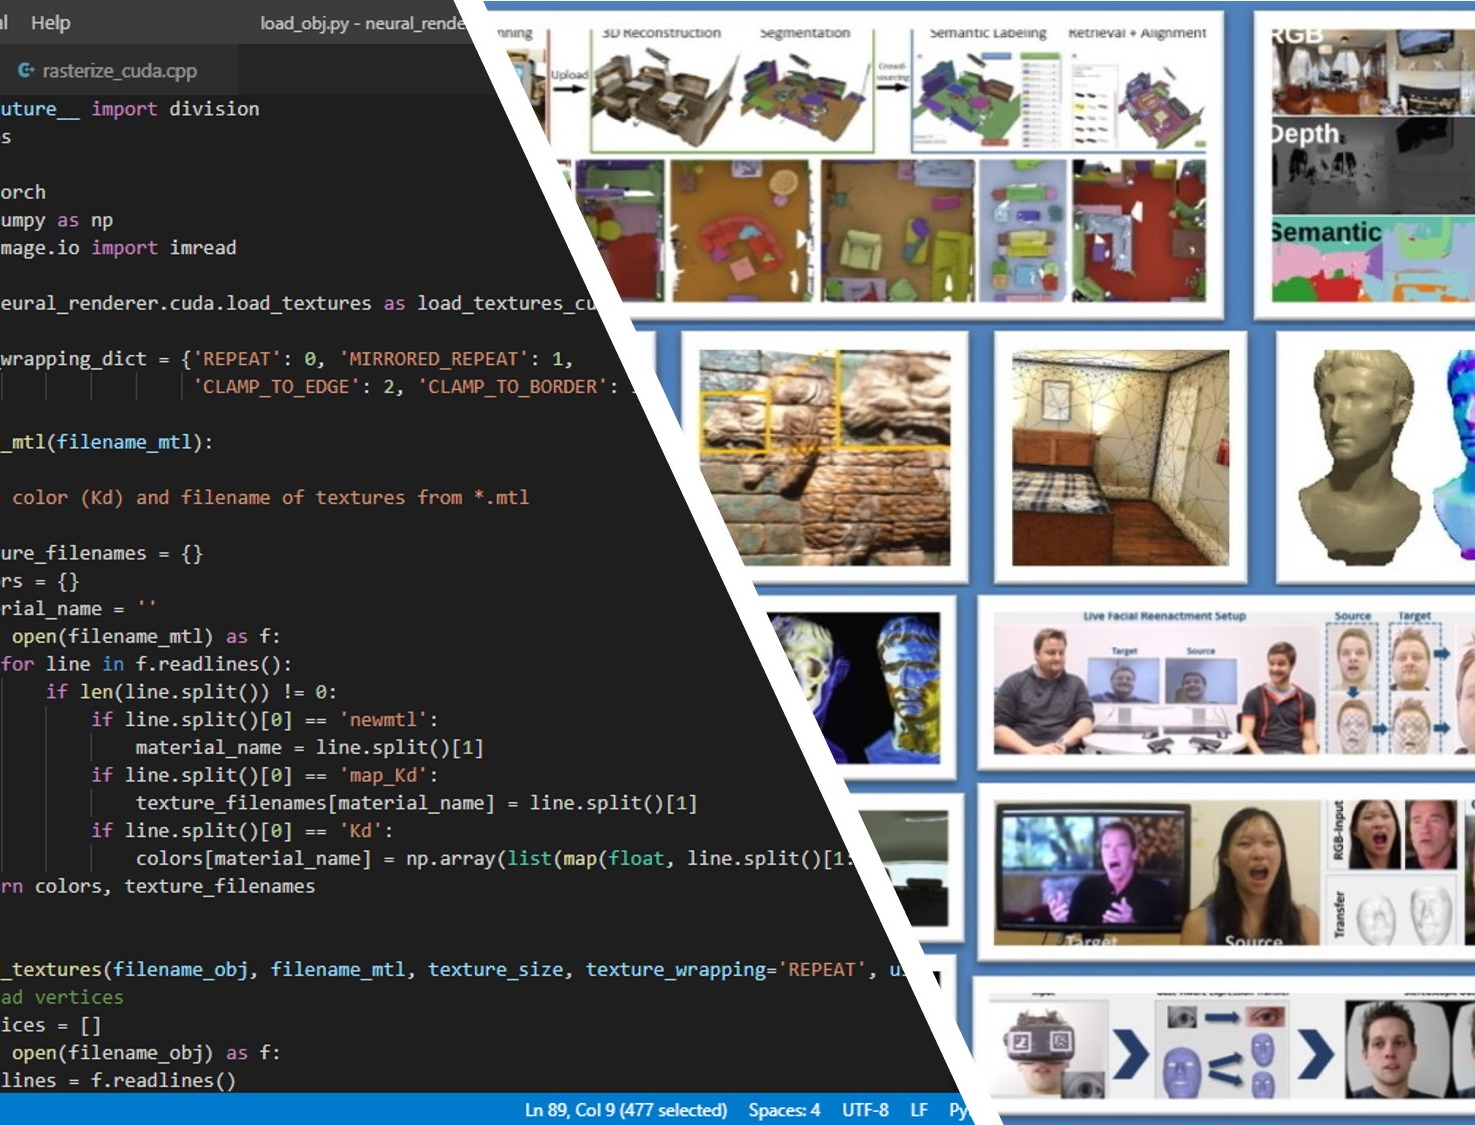 Help
load_obj.py - neural_rende
rasterize_cuda.cpp
uture__ import division
s
orch
umpy as np
mage.io import imread
eural_renderer.cuda.load_textures as load_textures_cu
wrapping_dict = {'REPEAT': 0, 'MIRRORED_REPEAT': 1,
'CLAMP_TO_EDGE': 2, 'CLAMP_TO_BORDER':
_mtl(filename_mtl):
color (Kd) and filename of textures from *.mtl
ure_filenames = {}
rs = {}
rial_name = ''
open(filename_mtl) as f:
for line in f.readlines():
if len(line.split()) != 0:
if line.split()[0] == 'newmtl':
material_name = line.split()[1]
if line.split()[0] == 'map_Kd':
texture_filenames[material_name] = line.split()[1]
if line.split()[0] == 'Kd':
colors[material_name] = np.array(list(map(float, line.split()[1:
rn colors, texture_filenames
_textures(filename_obj, filename_mtl, texture_size, texture_wrapping='REPEAT', u
ad vertices
ices = []
open(filename_obj) as f:
lines = f.readlines()
Ln 89, Col 9 (477 selected) Spaces: 4 UTF-8 LF Py
nning 3D Reconstruction Segmentation Semantic Labeling Retrieval + Alignment
Upload
Crowd-
sourcing
RGB
Depth
Semantic
Live Facial Reenactment Setup Source Target
Target Source
RGB-Input
Transfer
Target Source
Input